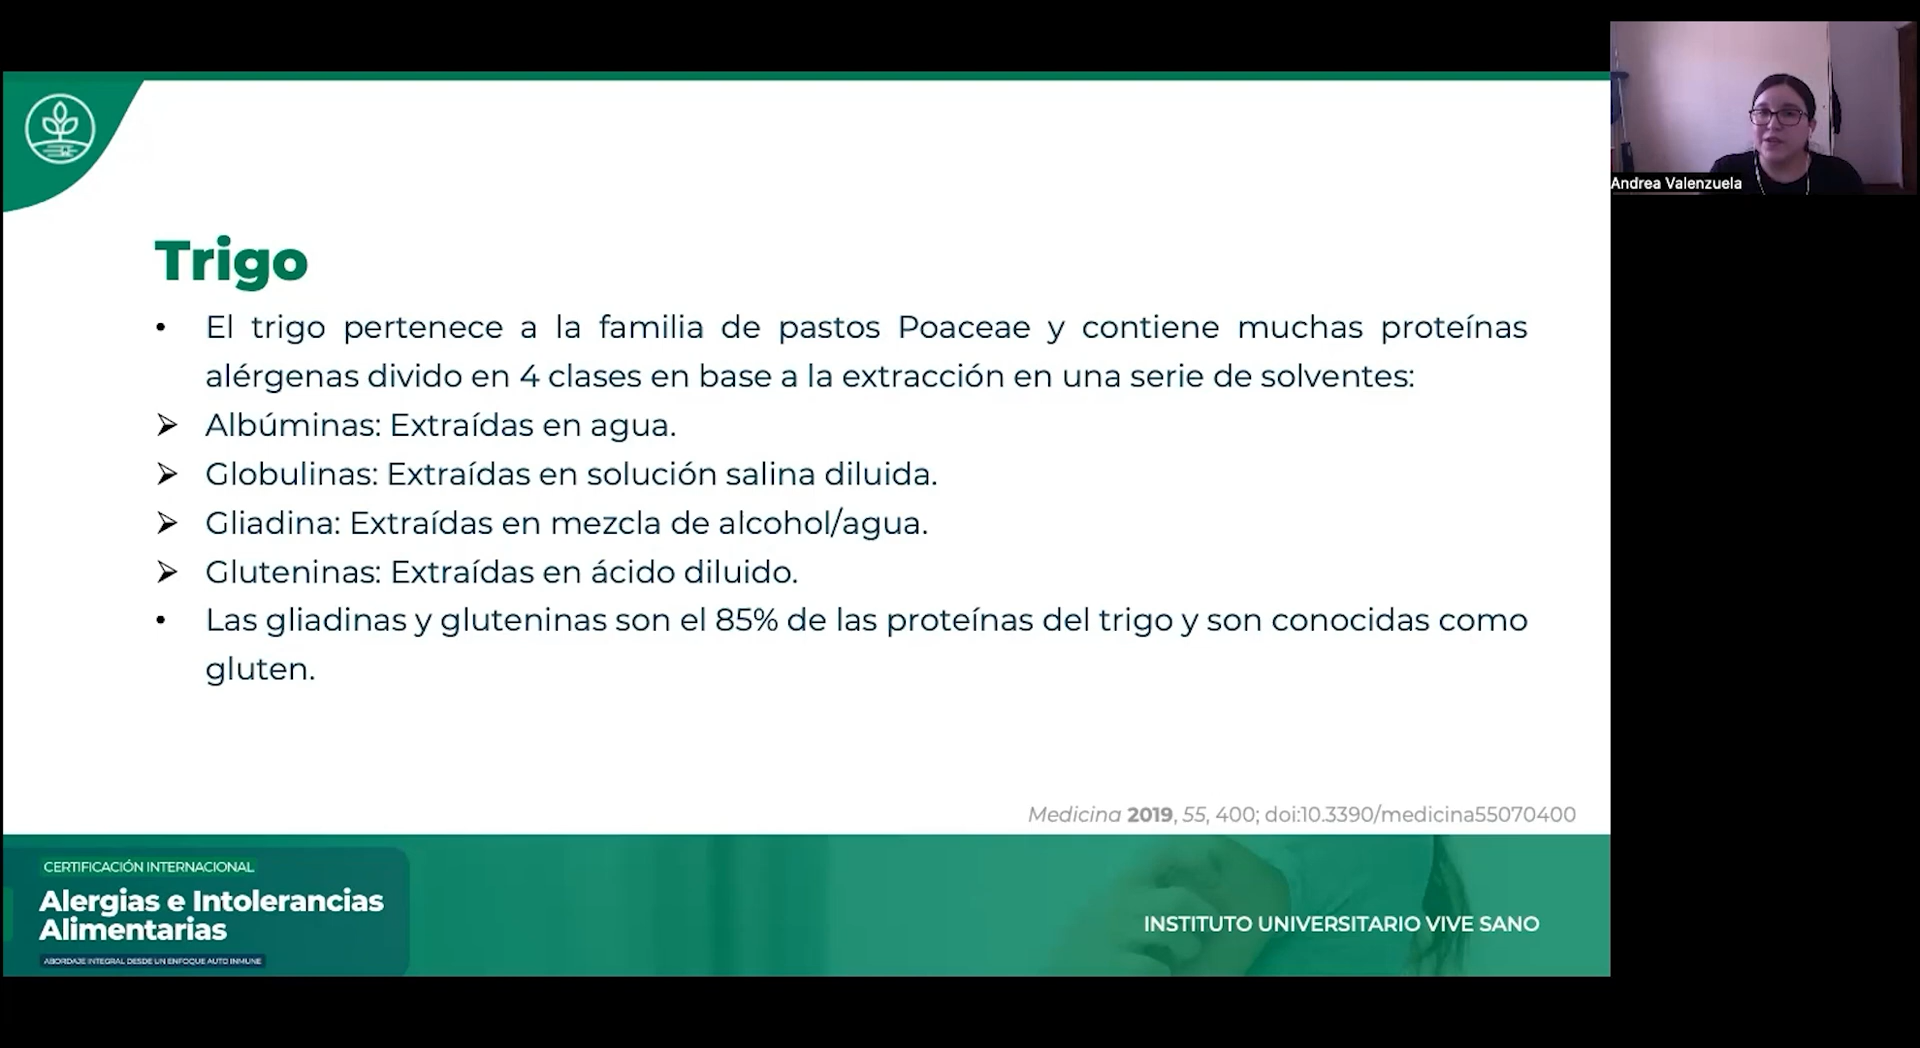 Andrea Valenzuela
Trigo
• El trigo pertenece a la familia de pastos Poaceae y contiene muchas proteínas
alérgenas divido en 4 clases en base a la extracción en una serie de solventes:
➢ Albúminas: Extraídas en agua.
➢ Globulinas: Extraídas en solución salina diluida.
➢ Gliadina: Extraídas en mezcla de alcohol/agua.
➢ Gluteninas: Extraídas en ácido diluido.
• Las gliadinas y gluteninas son el 85% de las proteínas del trigo y son conocidas como
gluten.
Medicina 2019, 55, 400; doi:10.3390/medicina55070400
CERTIFICACIÓN INTERNACIONAL
Alergias e Intolerancias
Alimentarias
ABORDAJE INTEGRAL DESDE UN ENFOQUE AUTO INMUNE
INSTITUTO UNIVERSITARIO VIVE SANO